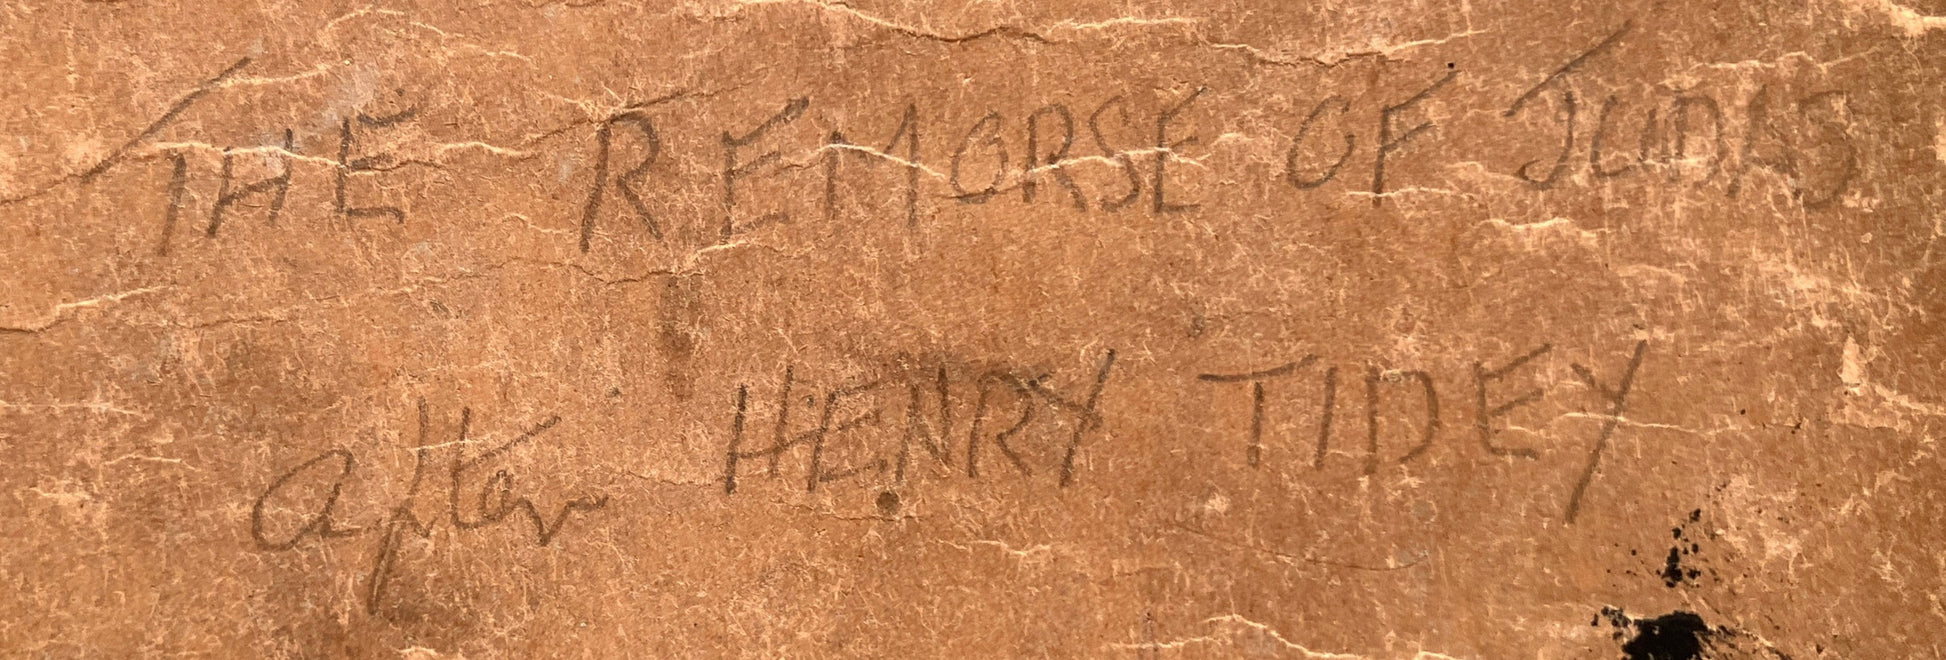 THE REMORSE OF JUDAS
after HENRY TIDEY